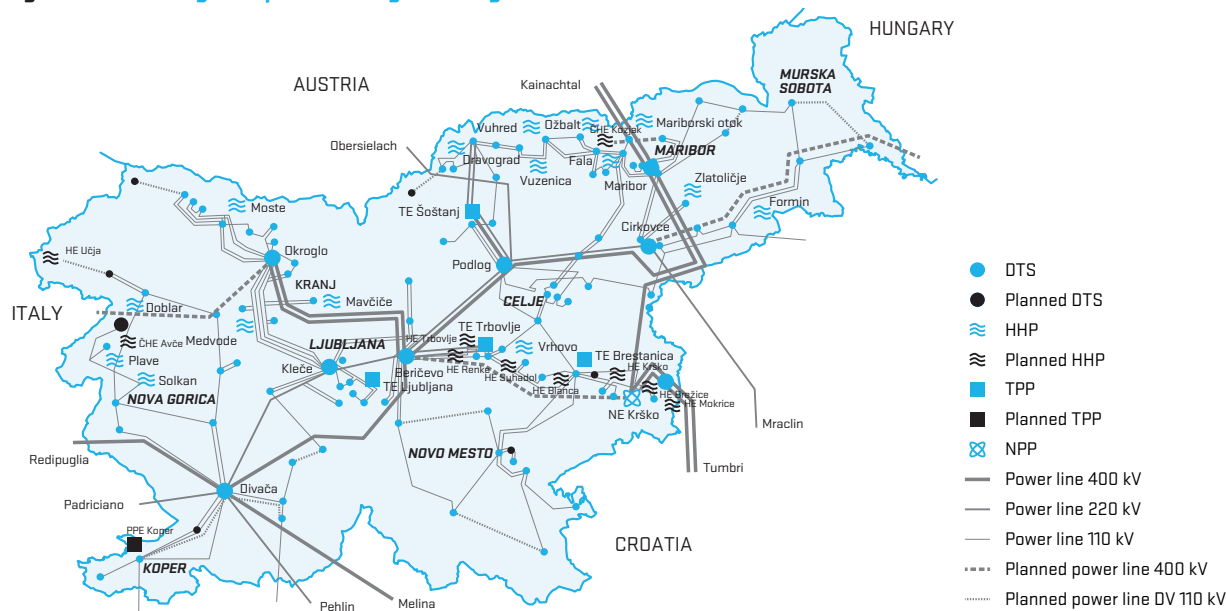 HUNGARY
AUSTRIA
MURSKA
SOBOTA
Kainachtal
Vuhred
Ožbalt
ČHE Kozjak
Mariborski otok
Obersielach
Dravograd
Fala
MARIBOR
Vuzenica
Maribor
Zlatoličje
Moste
TE Šoštanj
Formin
Cirkovce
HE Učja
Okroglo
Podlog
DTS
KRANJ
Planned DTS
ITALY
Doblar
Mavčiče
CELJE
HHP
ČHE Avče
Medvode
LJUBLJANA
HE Trbovlje
TE Trbovlje
Vrhovo
Planned HHP
Plave
Kleče
Beričevo
HE Renke
HE Suhadol
TE Brestanica
HE Krško
TPP
Solkan
TE Ljubljana
HE Blanca
HE Brežice
HE Mokrice
NOVA GORICA
NE Krško
Planned TPP
Mraclin
NPP
Redipuglia
NOVO MESTO
Tumbri
Power line 400 kV
Divača
Padriciano
Power line 220 kV
PPE Koper
CROATIA
Power line 110 kV
KOPER
Planned power line 400 kV
Pehlin
Melina
Planned power line DV 110 kV